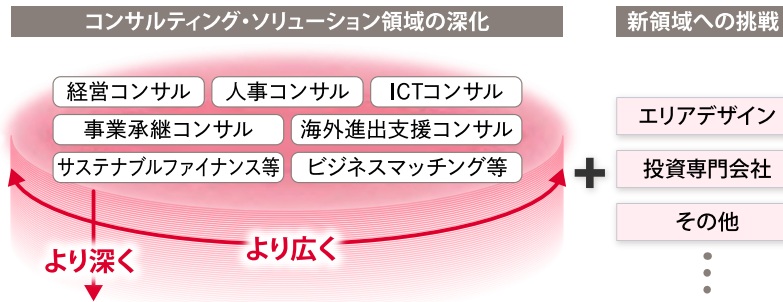 コンサルティング・ソリューション領域の深化
新領域への挑戦
経営コンサル
人事コンサル
ICTコンサル
事業承継コンサル
海外進出支援コンサル
サステナブルファイナンス等
ビジネスマッチング等
より深く
より広く
+
エリアデザイン
投資専門会社
その他